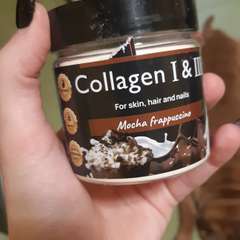 Collagen I & III
For skin, hair and nails
Mocha frappuccino